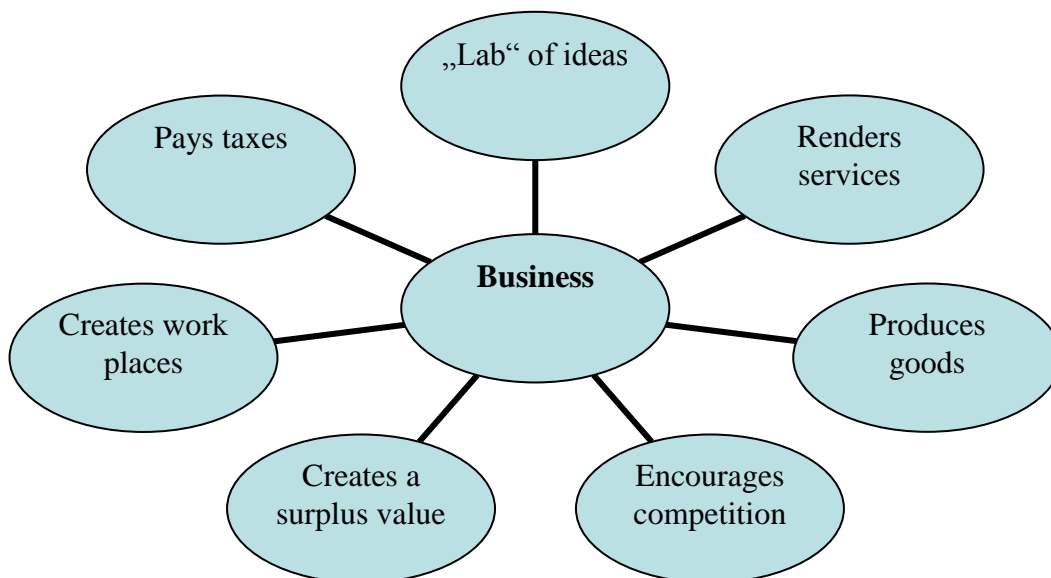 „Lab“ of ideas
Pays taxes
Renders
services
Business
Creates work
places
Produces
goods
Creates a
surplus value
Encourages
competition